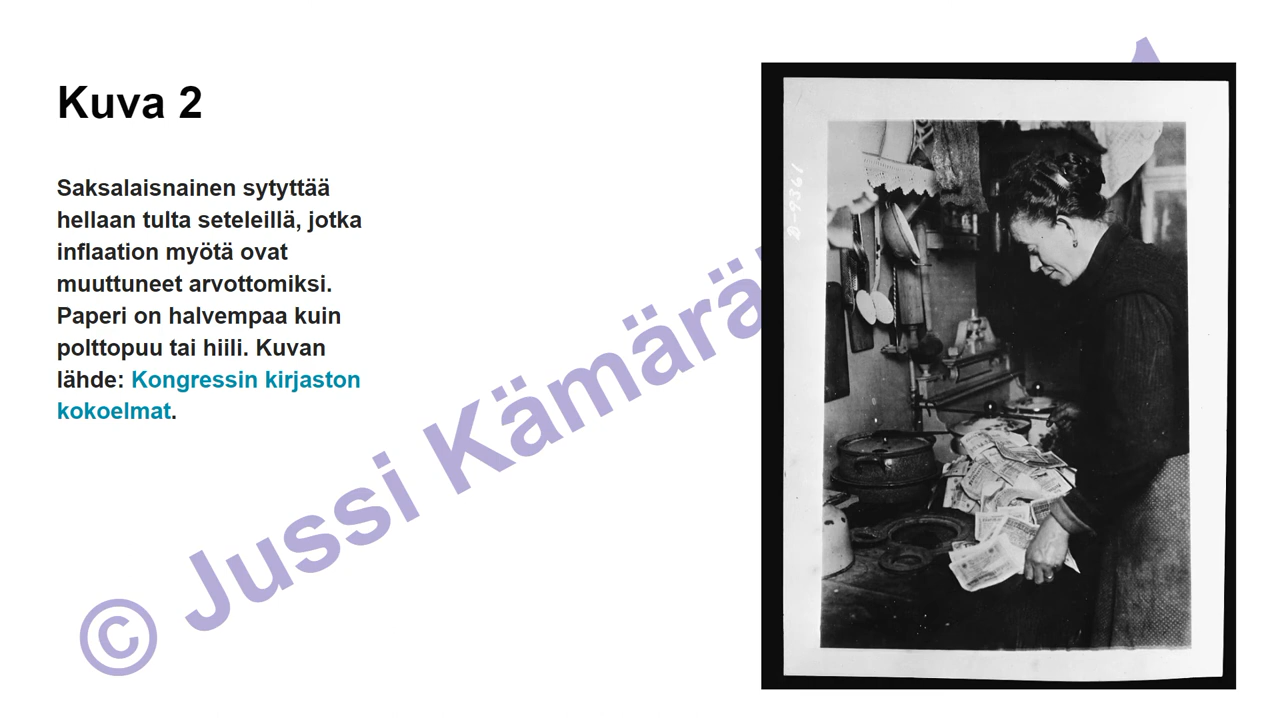 Kuva 2
Saksalaisnainen sytyttää
hellaan tulta seteleillä, jotka
inflaation myötä ovat
muuttuneet arvottomiksi.
Paperi on halvempaa kuin
polttopuu tai hiili. Kuvan
lähde: Kongressin kirjaston
kokoelmat.
© Jussi Kämärä
D-9361